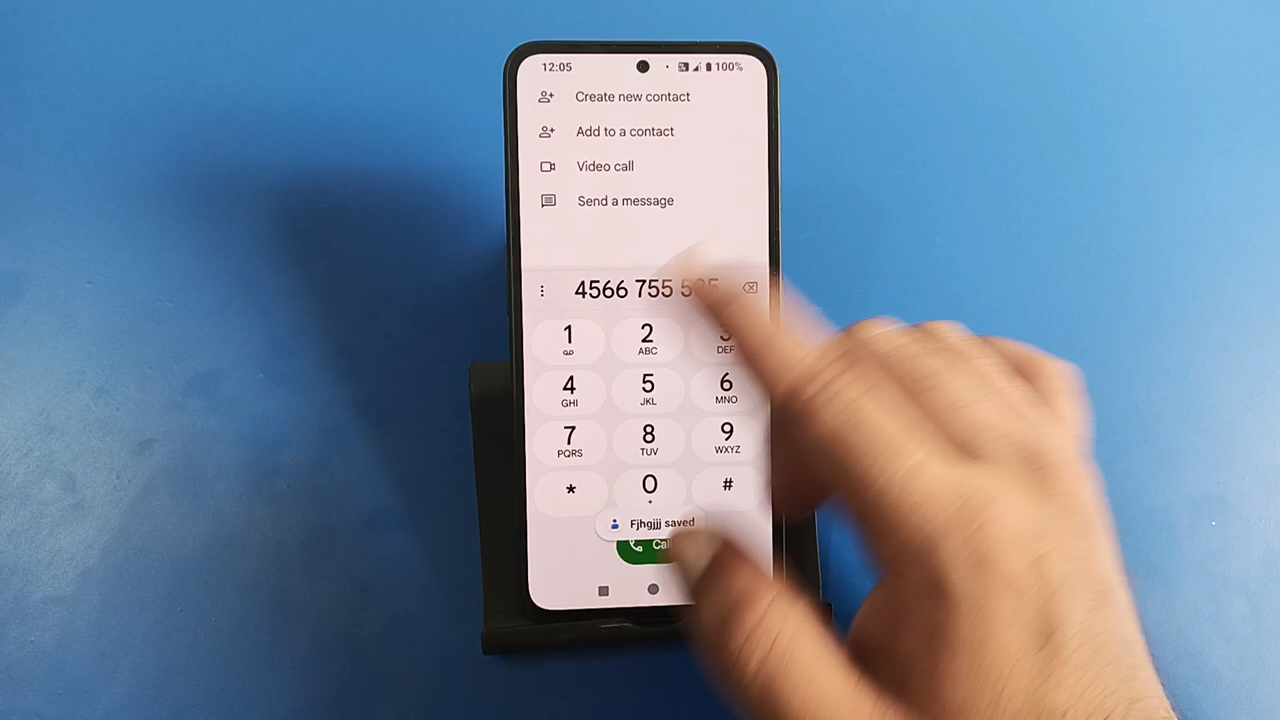 12:05 100%
Create new contact
Add to a contact
Video call
Send a message
4566 755
1
2 ABC
DEF
4 GHI
5 JKL
6 MNO
7 PQRS
8 TUV
9 WXYZ
*
0 +
#
Fjhgjjj saved